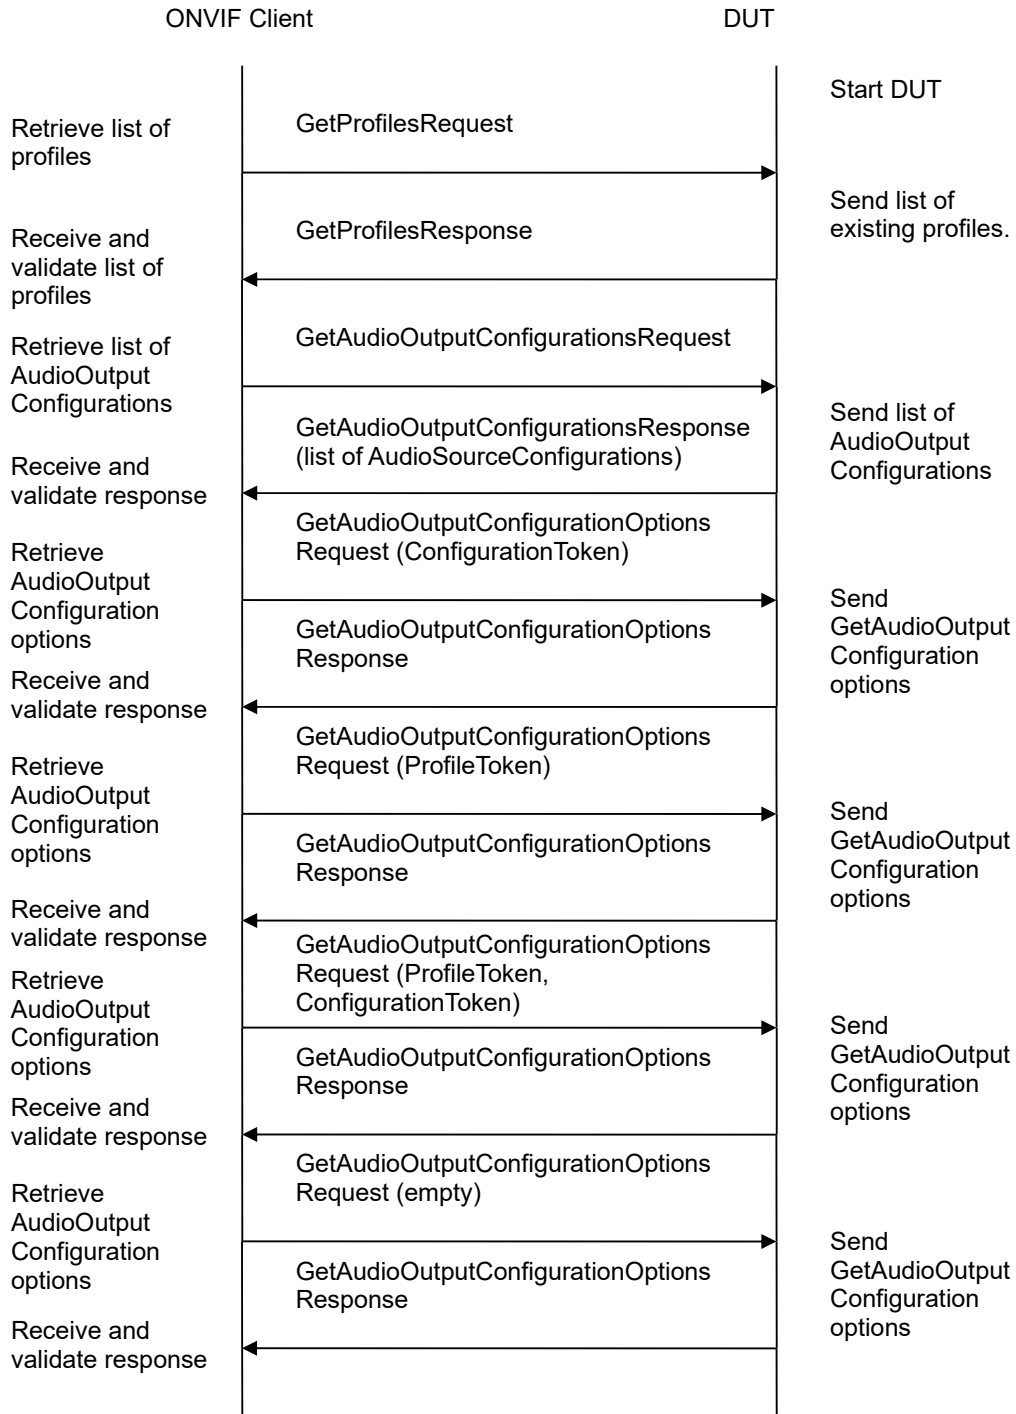 ONVIF Client
DUT
Start DUT
GetProfilesRequest
Retrieve list of
profiles
Send list of
existing profiles.
GetProfilesResponse
Receive and
validate list of
profiles
GetAudioOutputConfigurationsRequest
Retrieve list of
AudioOutput
Configurations
Send list of
AudioOutput
Configurations
GetAudioOutputConfigurationsResponse
(list of AudioSourceConfigurations)
Receive and
validate response
GetAudioOutputConfigurationOptions
Request (ConfigurationToken)
Retrieve
AudioOutput
Configuration
options
Send
GetAudioOutput
Configuration
options
GetAudioOutputConfigurationOptions
Response
Receive and
validate response
GetAudioOutputConfigurationOptions
Request (ProfileToken)
Retrieve
AudioOutput
Configuration
options
Send
GetAudioOutput
Configuration
options
GetAudioOutputConfigurationOptions
Response
Receive and
validate response
GetAudioOutputConfigurationOptions
Request (ProfileToken,
ConfigurationToken)
Retrieve
AudioOutput
Configuration
options
Send
GetAudioOutput
Configuration
options
GetAudioOutputConfigurationOptions
Response
Receive and
validate response
GetAudioOutputConfigurationOptions
Request (empty)
Retrieve
AudioOutput
Configuration
options
Send
GetAudioOutput
Configuration
options
GetAudioOutputConfigurationOptions
Response
Receive and
validate response